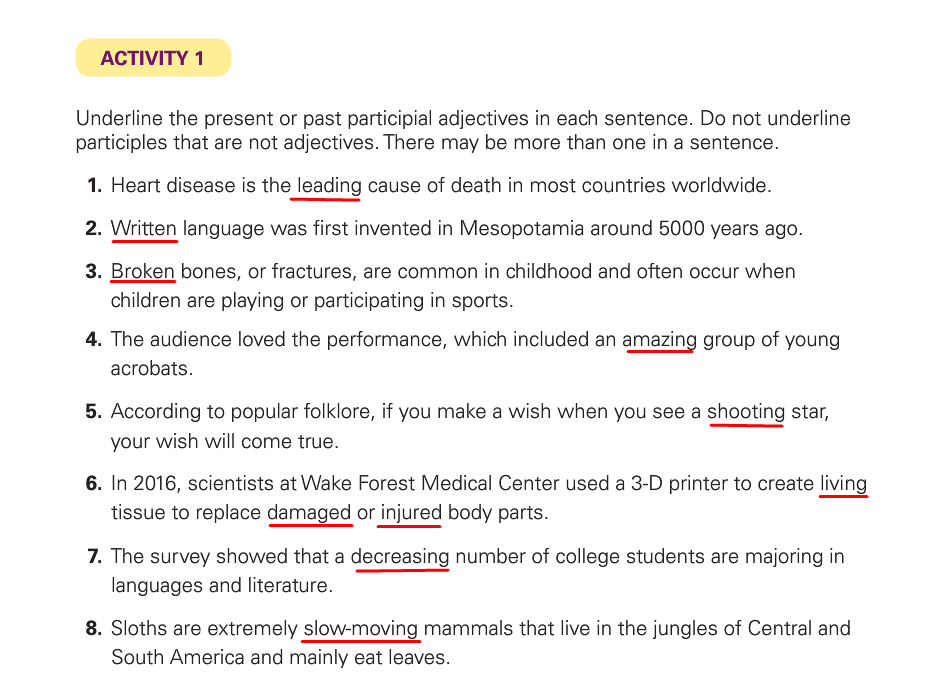 ACTIVITY 1
Underline the present or past participial adjectives in each sentence. Do not underline
participles that are not adjectives. There may be more than one in a sentence.
1. Heart disease is the leading cause of death in most countries worldwide.
2. Written language was first invented in Mesopotamia around 5000 years ago.
3. Broken bones, or fractures, are common in childhood and often occur when
children are playing or participating in sports.
4. The audience loved the performance, which included an amazing group of young
acrobats.
5. According to popular folklore, if you make a wish when you see a shooting star,
your wish will come true.
6. In 2016, scientists at Wake Forest Medical Center used a 3-D printer to create living
tissue to replace damaged or injured body parts.
7. The survey showed that a decreasing number of college students are majoring in
languages and literature.
8. Sloths are extremely slow-moving mammals that live in the jungles of Central and
South America and mainly eat leaves.